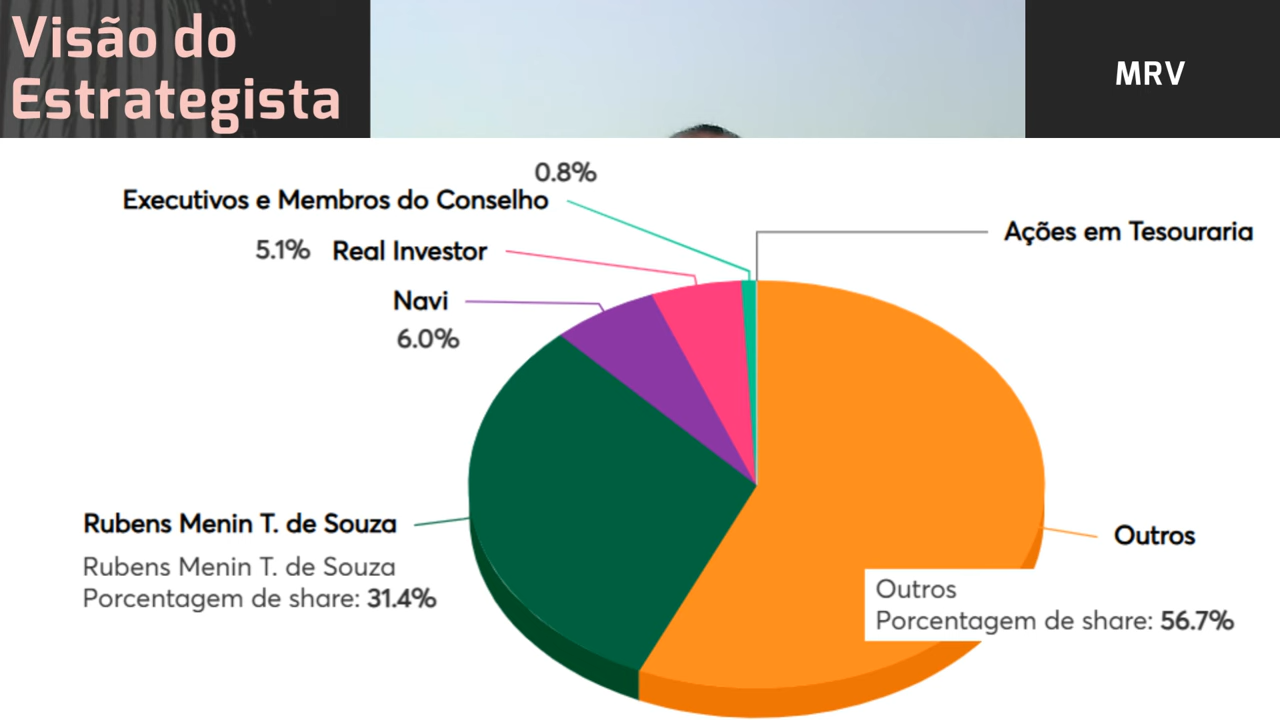 Visão do
Estrategista
MRV
0.8%
Executivos e Membros do Conselho
Ações em Tesouraria
5.1% Real Investor
Navi
6.0%
Rubens Menin T. de Souza
Rubens Menin T. de Souza
Porcentagem de share: 31.4%
Outros
Outros
Porcentagem de share: 56.7%